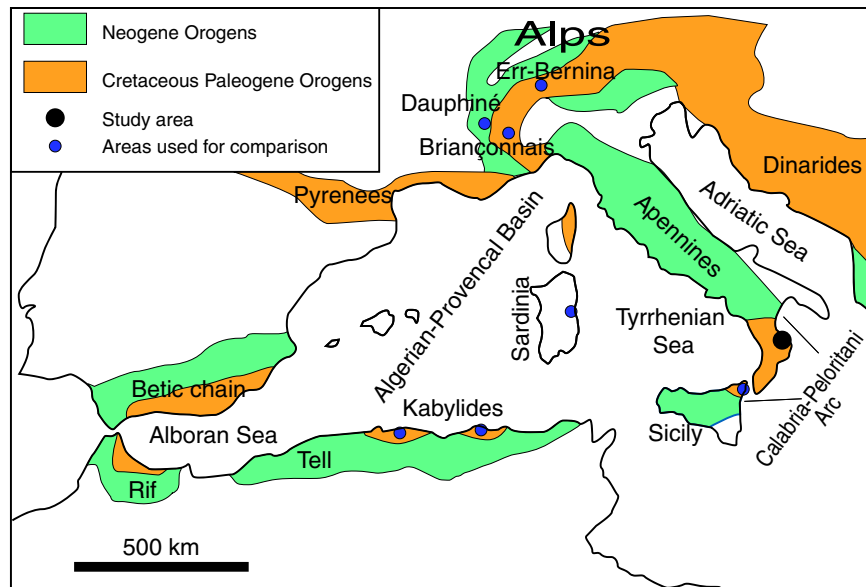 Neogene Orogens
Cretaceous Paleogene Orogens
Study area
Areas used for comparison
Alps
Err-Bernina
Dauphiné
Briançonnais
Dinarides
Pyrenees
Adriatic Sea
Apennines
Algerian-Provencal Basin
Sardinia
Tyrrhenian
Sea
Betic chain
Kabylides
Calabria-Peloritani
Arc
Alboran Sea
Sicily
Tell
Rif
500 km